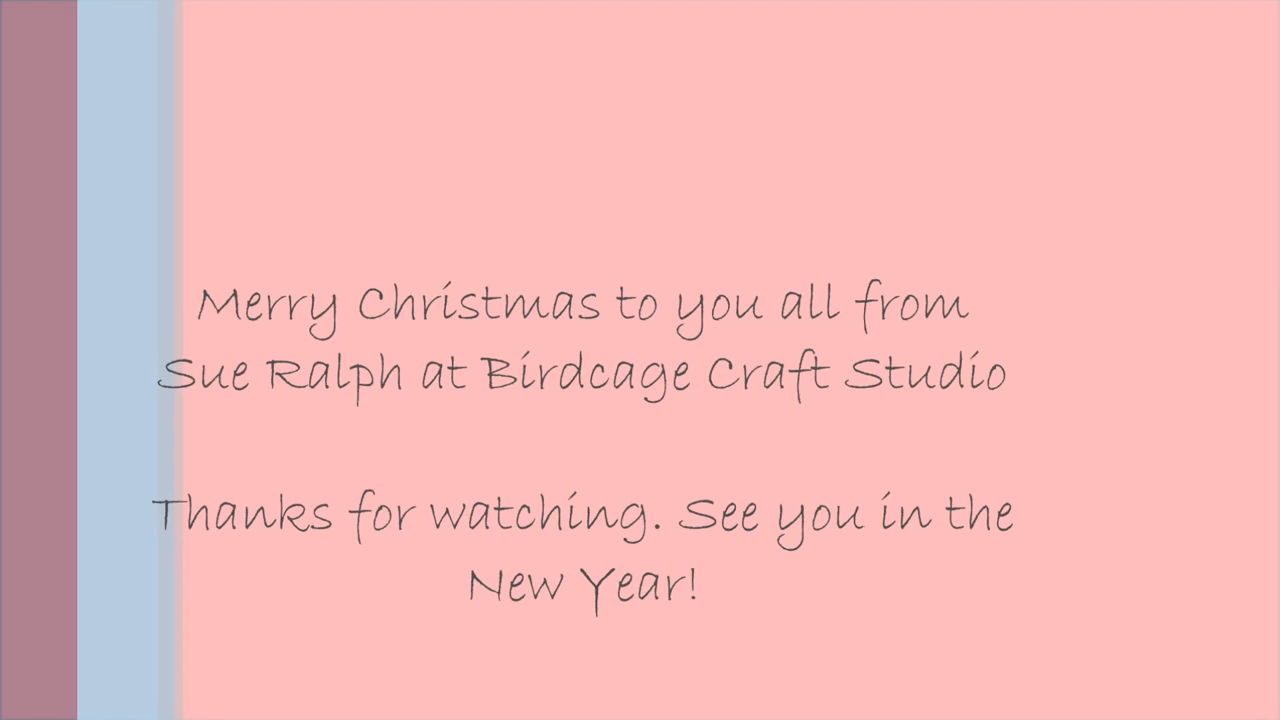 Merry Christmas to you all from
Sue Ralph at Birdcage Craft Studio
Thanks for watching. See you in the
New Year!